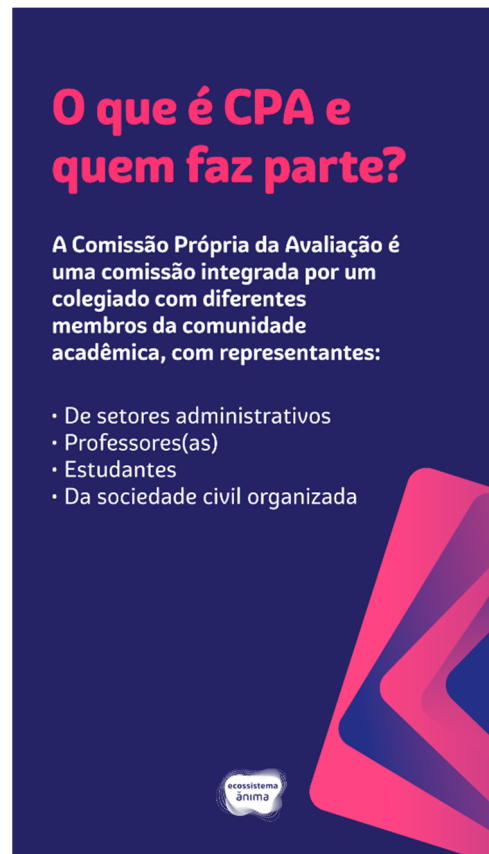 O que é CPA e
quem faz parte?
A Comissão Própria da Avaliação é
uma comissão integrada por um
colegiado com diferentes
membros da comunidade
acadêmica, com representantes:
• De setores administrativos
• Professores(as)
• Estudantes
• Da sociedade civil organizada
ecossistema
ănıma